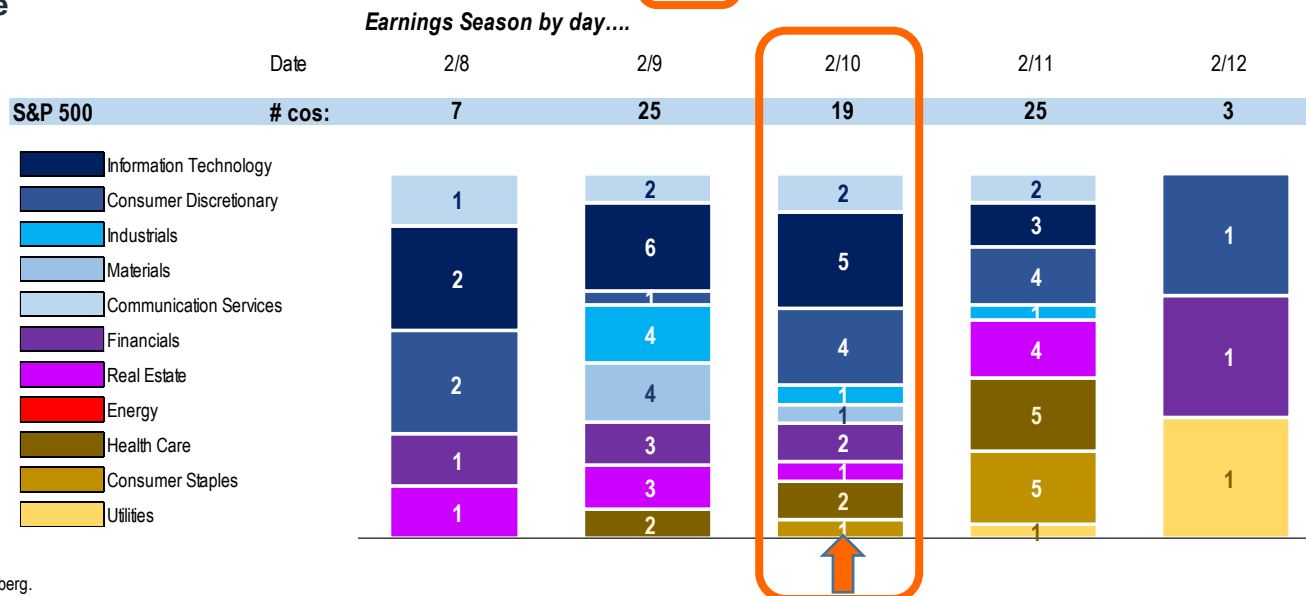 e
Earnings Season by day....
Date 2/8 2/9 2/10 2/11 2/12
S&P 500 # cos: 7 25 19 25 3
Information Technology
Consumer Discretionary
Industrials
Materials
Communication Services
Financials
Real Estate
Energy
Health Care
Consumer Staples
Utilities
1
2
2
1
1
2
6
1
4
4
3
3
2
2
5
4
1
1
2
1
2
1
2
3
4
1
4
5
5
1
1
1
1
berg.